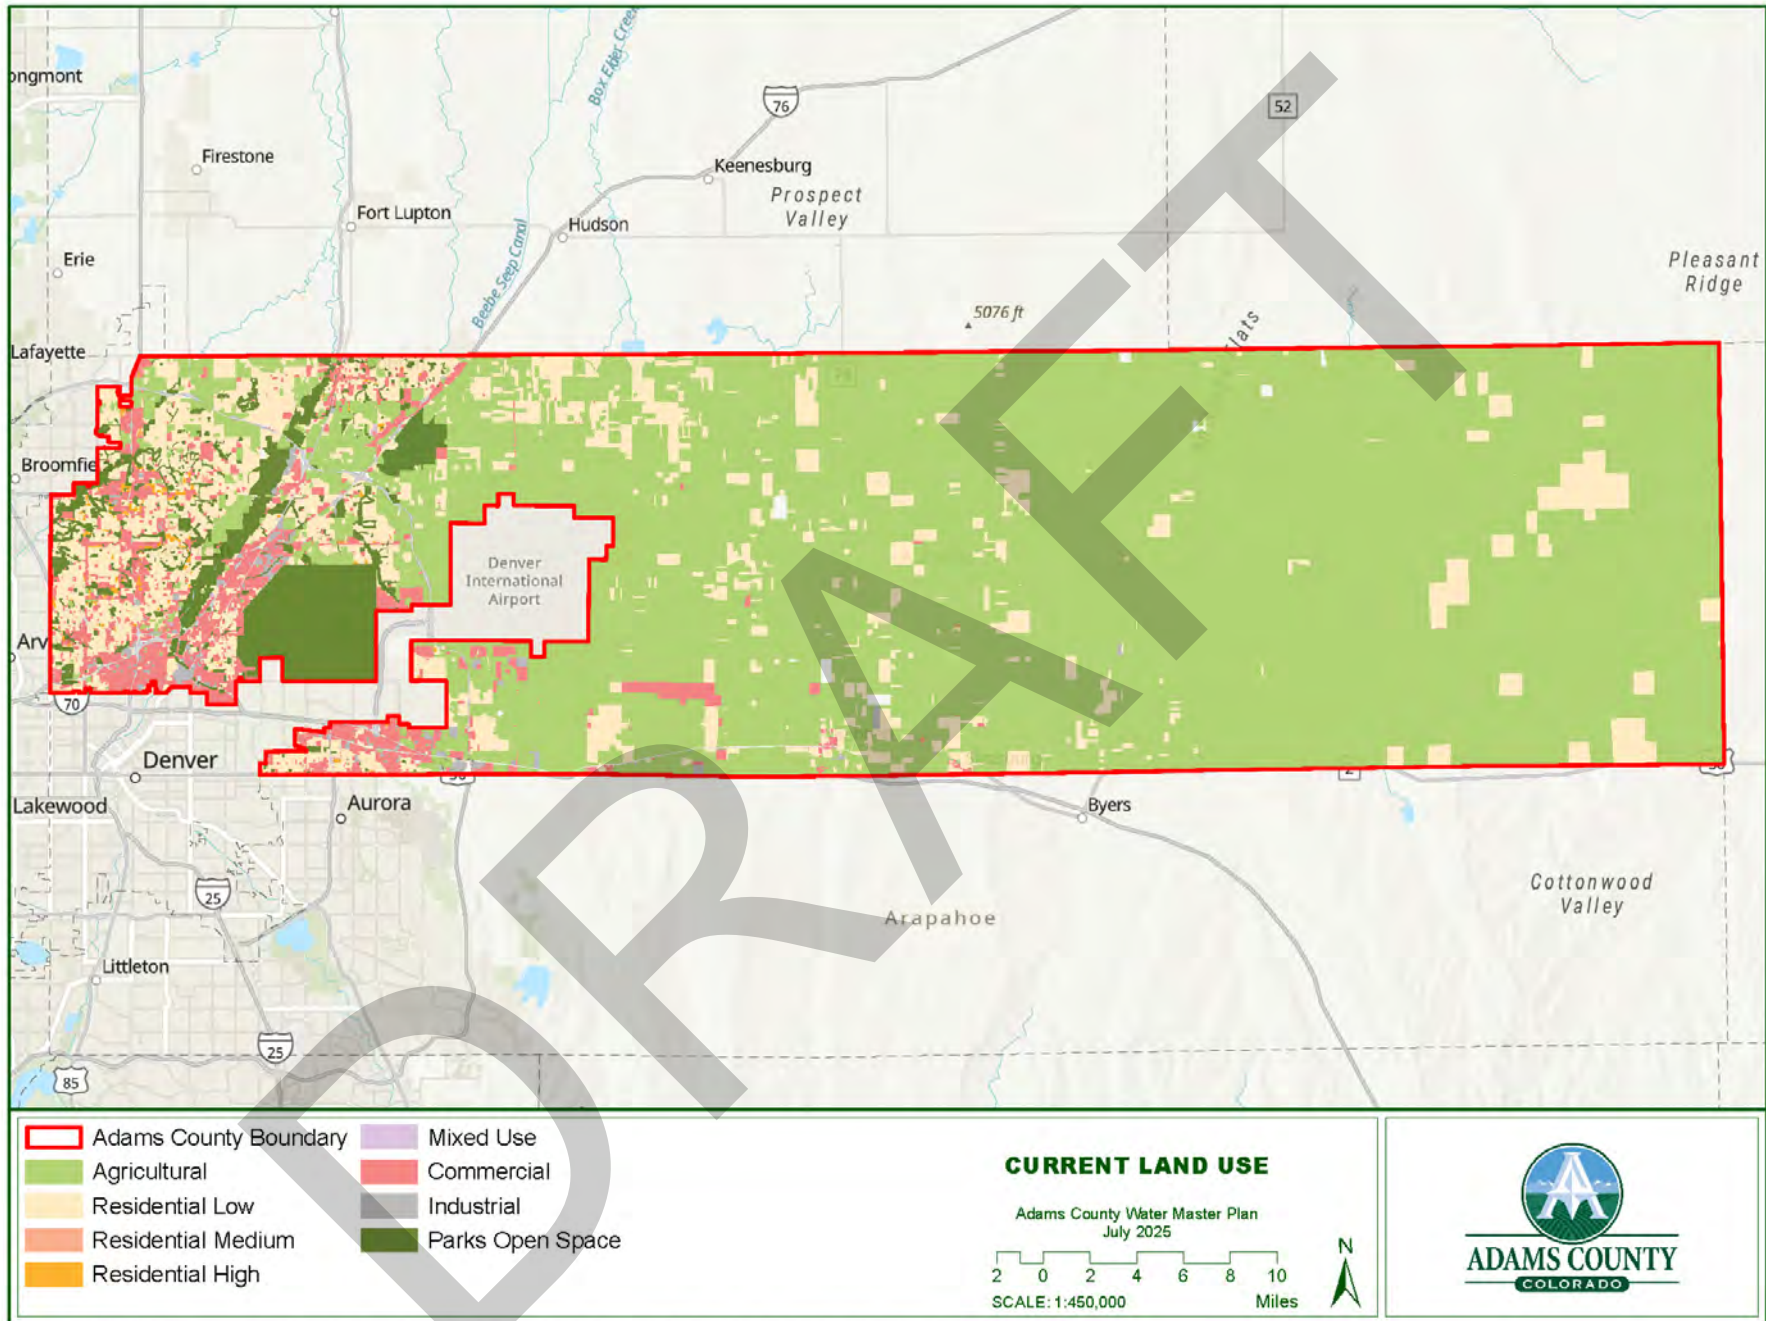 ongmont
Box Elder Creek
76
52
Firestone
Keenesburg
Prospect
Valley
Fort Lupton
Hudson
Beebe Seep Canal
Erie
Pleasant
Ridge
5076 ft
Lafayette
flats
Broomfie
Denver
International
Airport
Arv
70
Denver
Lakewood
Aurora
Byers
2
25
Arapahoe
Cottonwood
Valley
Littleton
25
85
DRAFT
Adams County Boundary
Agricultural
Residential Low
Residential Medium
Residential High
Mixed Use
Commercial
Industrial
Parks Open Space
CURRENT LAND USE
Adams County Water Master Plan
July 2025
2 0 2 4 6 8 10
SCALE: 1:450,000 Miles
N
ADAMS COUNTY
COLORADO